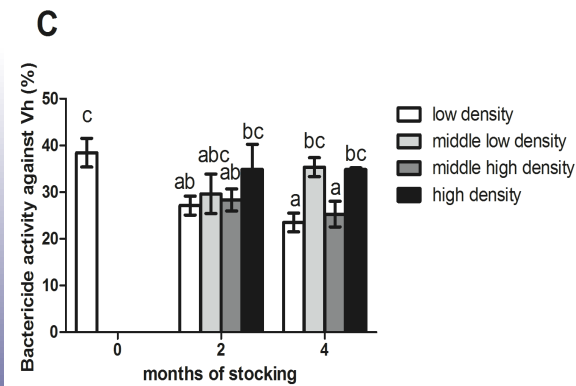 C
Bactericide activity against Vh (%)
50
40
30
20
10
0
c
ab
abc
ab
bc
a
bc
a
bc
0
2
4
months of stocking
low density
middle low density
middle high density
high density